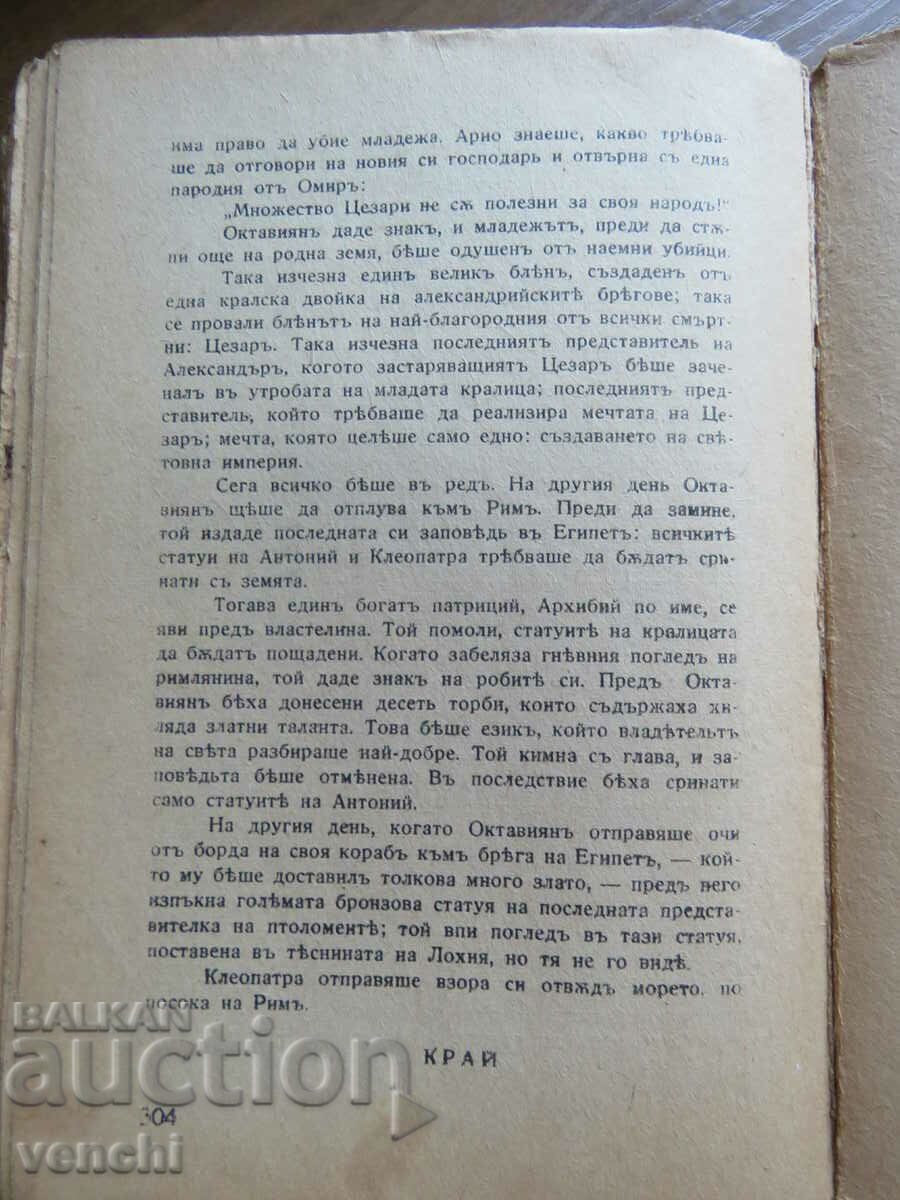 има право да убие младежа. Арио знаеше, какво трѣбва-
ше да отговори на новия си господарь и отвърна съ една
пародия отъ Омиръ:
„Множество Цезари не сѫ полезни за своя народъ!“
Октавиянъ даде знакъ, и младежътъ, преди да стѫ-
пи още на родна земя, бѣше одушенъ отъ наемни убийци.
Така изчезна единъ великъ блѣнъ, създаденъ отъ
една кралска двойка на александрийскитѣ брѣгове; така
се провали блѣнътъ на най-благородния отъ всички смърт-
ни: Цезаръ. Така изчезна последниятъ представитель на
Александъръ, когото застаряващиятъ Цезаръ бѣше заче-
налъ въ утробата на младата кралица; последниятъ пред-
ставитель, който трѣбваше да реализира мечтата на Це-
заръ; мечта, която целѣше само едно: създаването на свѣ-
товна империя.
Сега всичко бѣше въ редъ. На другия день Окта-
виянъ щѣше да отплува къмъ Римъ. Преди да замине,
той издаде последната си заповѣдь въ Египетъ: всичкитѣ
статуи на Антоний и Клеопатра трѣбваше да бѫдатъ сри-
нати съ земята.
Тогава единъ богатъ патриций, Архибий по име, се
яви предъ властелина. Той помоли, статуитѣ на кралицата
да бѫдатъ пощадени. Когато забеляза гнѣвния погледъ на
римлянина, той даде знакъ на робитѣ си. Предъ Окта-
виянъ бѣха донесени десеть торби, които съдържаха хи-
ляда златни таланта. Това бѣше езикъ, който владѣтельтъ
на света разбираше най-добре. Той кимна съ глава, и за-
повѣдьта бѣше отмѣнена. Въ последствие бѣха сринати
само статуитѣ на Антоний.
На другия день, когато Октавиянъ отправяше очи
отъ борда на своя корабъ къмъ брѣга на Египетъ, — кой-
то му бѣше доставилъ толкова много злато, — предъ него
изпъкна голѣмата бронзова статуя на последната предста-
вителка на птоломеитѣ; той впи погледъ въ тази статуя,
поставена въ тѣснината на Лохия, но тя не го видѣ.
Клеопатра отправяше взора си отвѫдъ морето, по
посока на Римъ.
КРАЙ
304
BALKAN
auction
venchi